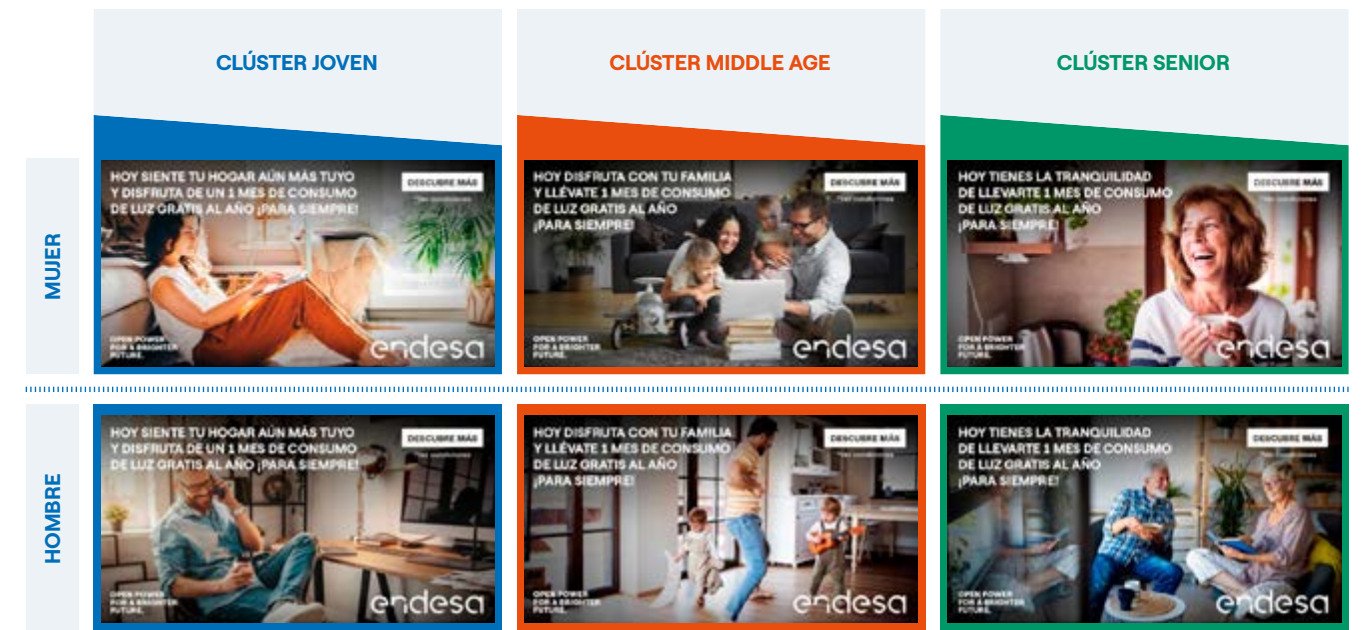 CLÚSTER JOVEN
CLÚSTER MIDDLE AGE
CLÚSTER SENIOR
MUJER
HOY SIENTE TU HOGAR AÚN MÁS TUYO
Y DISFRUTA DE UN 1 MES DE CONSUMO
DE LUZ GRATIS AL AÑO ¡PARA SIEMPRE!
DESCUBRE MÁS
OPEN POWER
FOR A BRIGHTER
FUTURE.
endesa
HOY DISFRUTA CON TU FAMILIA
Y LLÉVATE 1 MES DE CONSUMO
DE LUZ GRATIS AL AÑO
¡PARA SIEMPRE!
DESCUBRE MÁS
OPEN POWER
FOR A BRIGHTER
FUTURE.
endesa
HOY TIENES LA TRANQUILIDAD
DE LLEVARTE 1 MES DE CONSUMO
DE LUZ GRATIS AL AÑO
¡PARA SIEMPRE!
DESCUBRE MÁS
OPEN POWER
FOR A BRIGHTER
FUTURE.
endesa
HOMBRE
HOY SIENTE TU HOGAR AÚN MÁS TUYO
Y DISFRUTA DE UN 1 MES DE CONSUMO
DE LUZ GRATIS AL AÑO ¡PARA SIEMPRE!
DESCUBRE MÁS
OPEN POWER
FOR A BRIGHTER
FUTURE.
endesa
HOY DISFRUTA CON TU FAMILIA
Y LLÉVATE 1 MES DE CONSUMO
DE LUZ GRATIS AL AÑO
¡PARA SIEMPRE!
DESCUBRE MÁS
OPEN POWER
FOR A BRIGHTER
FUTURE.
endesa
HOY TIENES LA TRANQUILIDAD
DE LLEVARTE 1 MES DE CONSUMO
DE LUZ GRATIS AL AÑO
¡PARA SIEMPRE!
DESCUBRE MÁS
OPEN POWER
FOR A BRIGHTER
FUTURE.
endesa